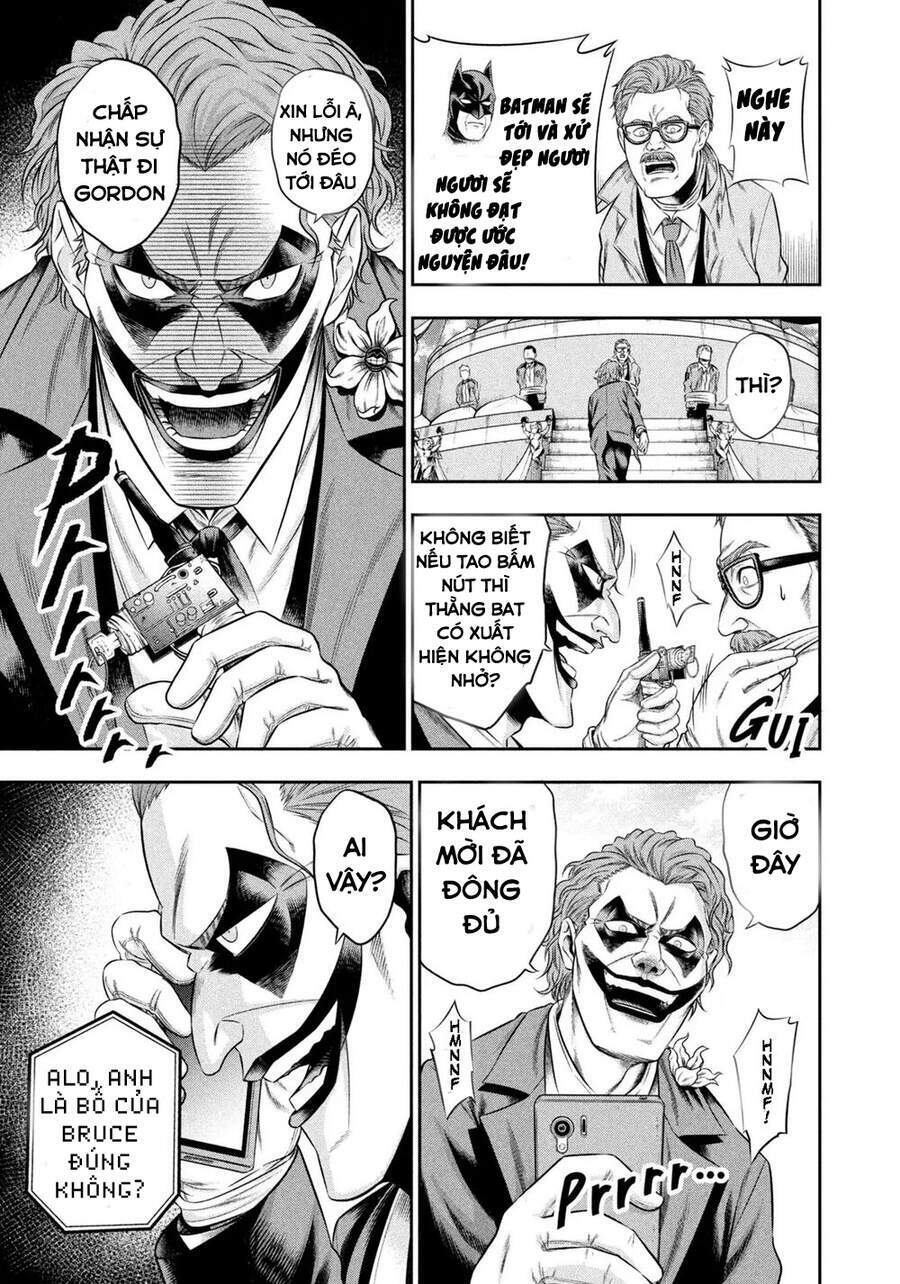 NGHE
NÀY
BATMAN SẼ
TỚI VÀ XỬ
ĐẸP NGƯƠI
NGƯƠI SẼ
KHÔNG ĐẠT
ĐƯỢC ƯỚC
NGUYỆN ĐÂU!
THÌ?
HNNF
KHÔNG BIẾT
NẾU TAO BẤM
NÚT THÌ
THẰNG BAT
CÓ XUẤT
HIỆN KHÔNG
NHỞ?
GUI
XIN LỖI À,
NHƯNG
NÓ ĐÉO
TỚI ĐÂU
CHẤP
NHẬN SỰ
THẬT ĐI
GORDON
Prrrrr
GIỜ
ĐÂY
KHÁCH
MỜI ĐÃ
ĐÔNG
ĐỦ
HNNMF!
HMNNF
Prrrrr...
AI
VẬY?
ALO, ANH
LÀ BỐ CỦA
BRUCE
ĐÚNG
KHÔNG?